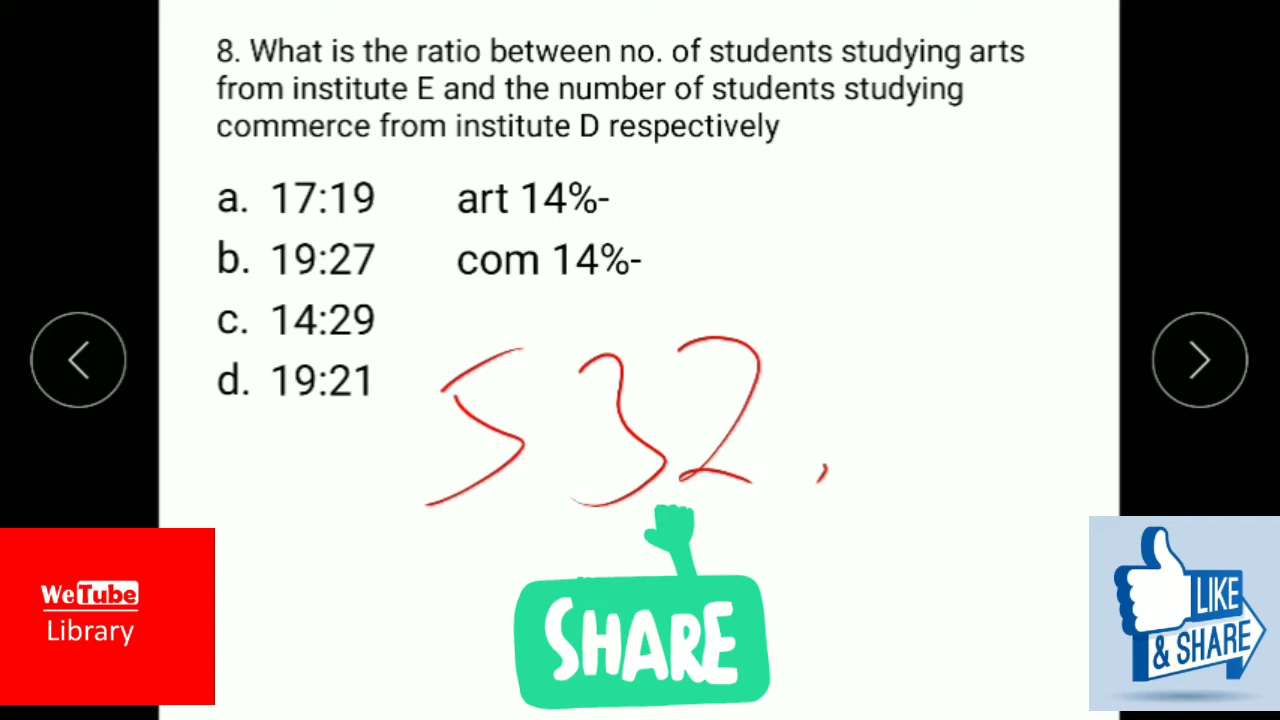 8. What is the ratio between no. of students studying arts
from institute E and the number of students studying
commerce from institute D respectively
a. 17:19 art 14%-
b. 19:27 com 14%-
c. 14:29
d. 19:21
532,
WeTube
Library
SHARE
LIKE
& SHARE